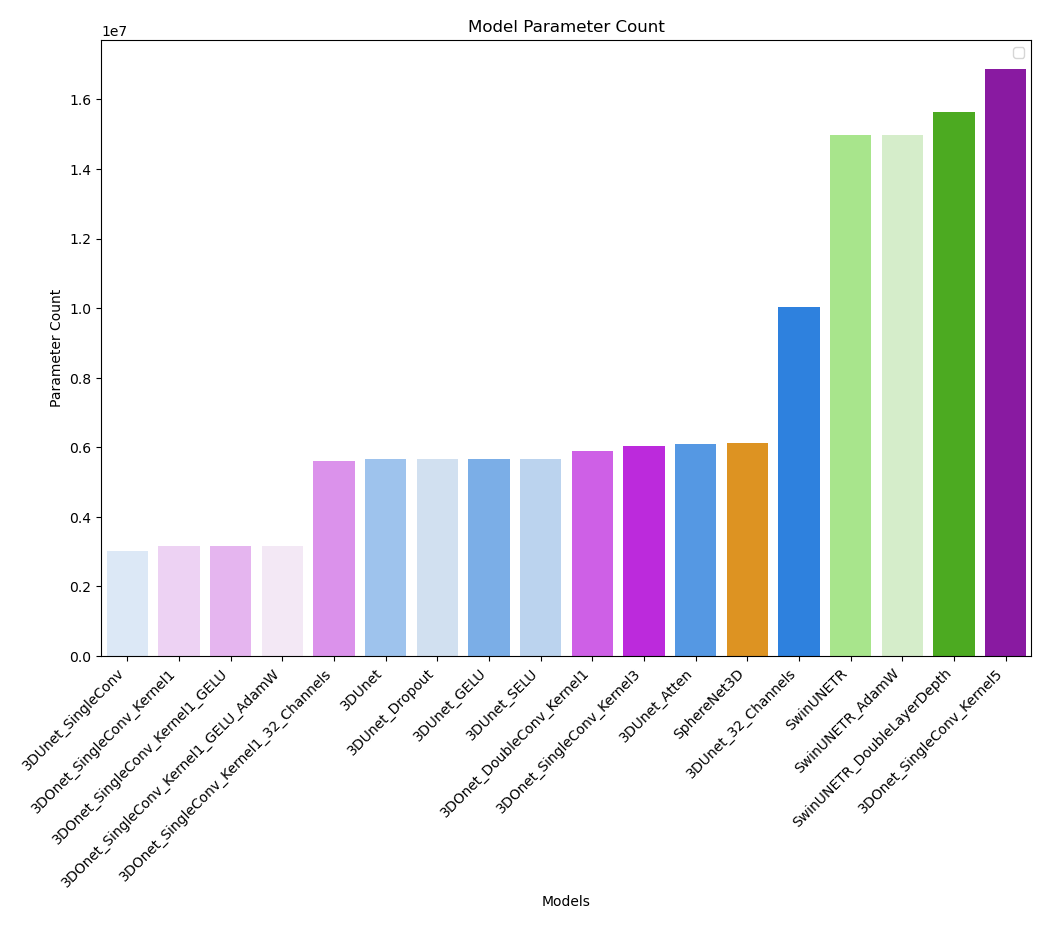 Model Parameter Count
1e7
1.6
1.4
1.2
1.0
0.8
0.6
0.4
0.2
0.0
Parameter Count
3DUnet_SingleConv
3DOnet_SingleConv_Kernel1
3DOnet_SingleConv_Kernel1_GELU
3DOnet_SingleConv_Kernel1_GELU_AdamW
3DOnet_SingleConv_Kernel1_32_Channels
3DUnet
3DUnet_Dropout
3DUnet_GELU
3DUnet_SELU
3DOnet_DoubleConv_Kernel1
3DOnet_SingleConv_Kernel3
3DUnet_Atten
SphereNet3D
3DUnet_32_Channels
SwinUNETR
SwinUNETR_AdamW
SwinUNETR_DoubleLayerDepth
3DOnet_SingleConv_Kernel5
Models